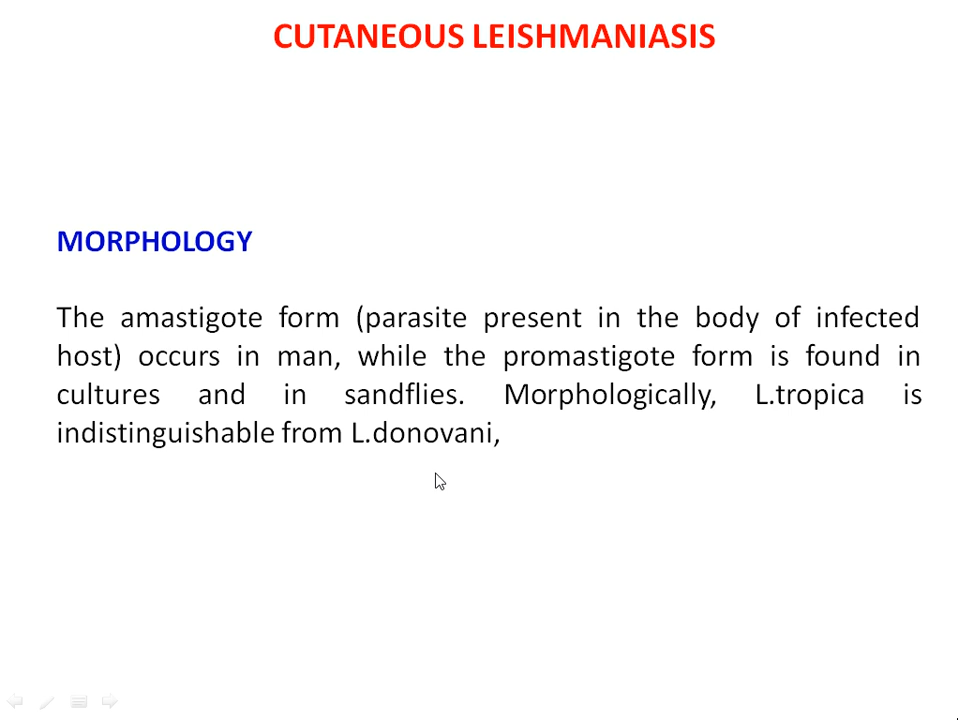 CUTANEOUS LEISHMANIASIS
MORPHOLOGY
The amastigote form (parasite present in the body of infected
host) occurs in man, while the promastigote form is found in
cultures and in sandflies. Morphologically, L.tropica is
indistinguishable from L.donovani,